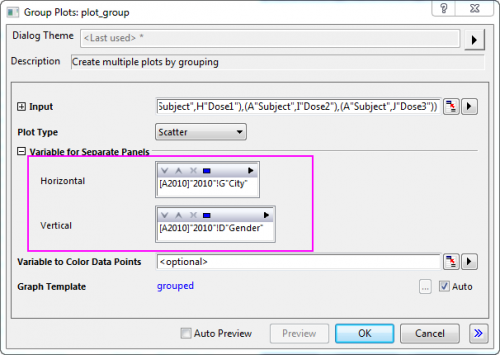 Group Plots: plot_group
Dialog Theme <Last used> *
Description Create multiple plots by grouping
Input Subject",H"Dose1"),(A"Subject",I"Dose2"),(A"Subject",J"Dose3"))
Plot Type Scatter
Variable for Separate Panels
Horizontal
[A2010]"2010"!G"City"
Vertical
[A2010]"2010"!D"Gender"
Variable to Color Data Points <optional>
Graph Template grouped ... Auto
Auto Preview Preview OK Cancel